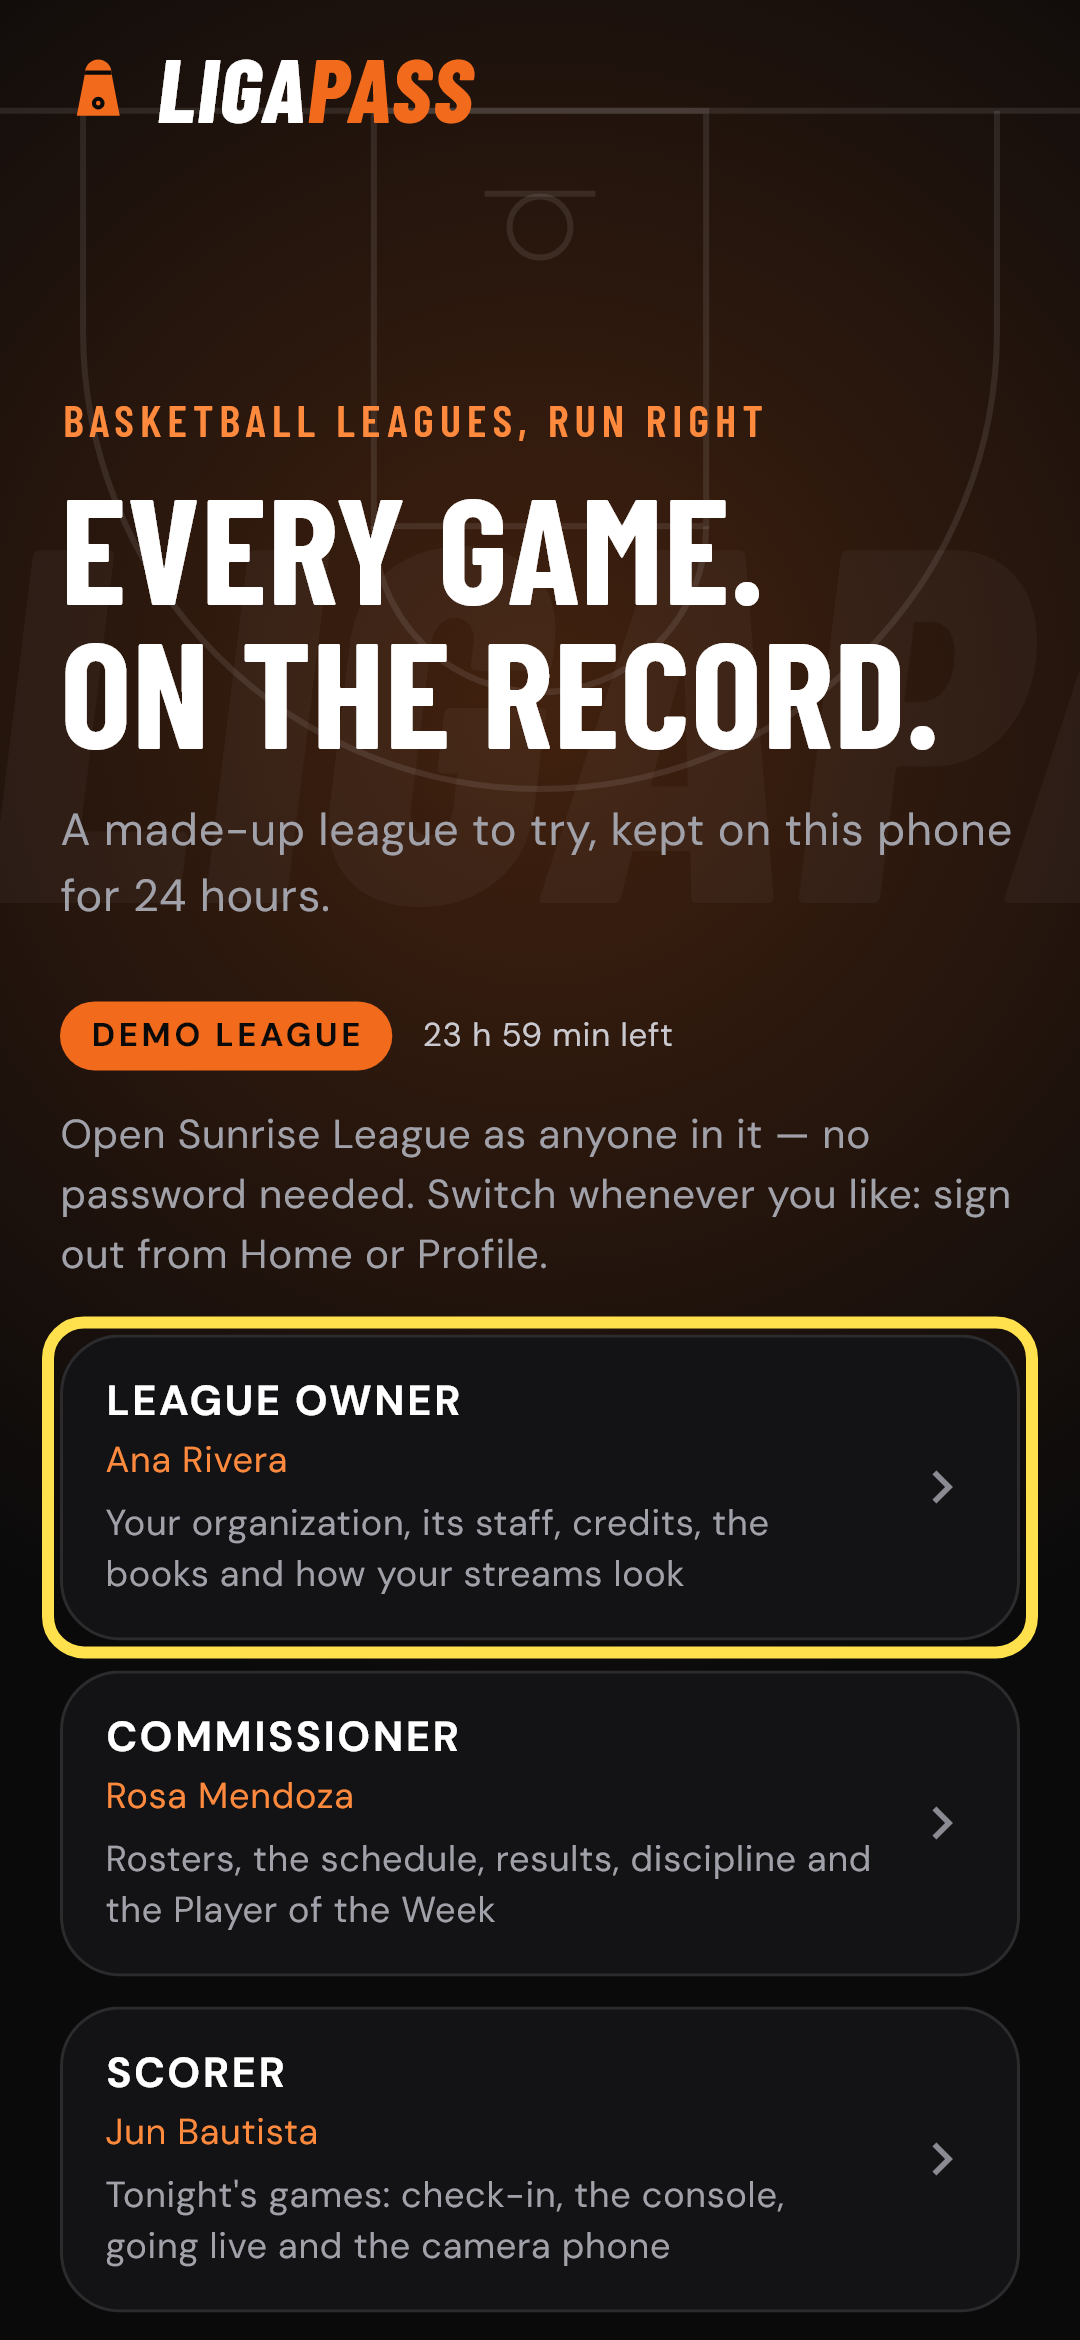 LIGAPASS
BASKETBALL LEAGUES, RUN RIGHT
EVERY GAME.
ON THE RECORD.
A made-up league to try, kept on this phone
for 24 hours.
DEMO LEAGUE 23 h 59 min left
Open Sunrise League as anyone in it — no
password needed. Switch whenever you like: sign
out from Home or Profile.
LEAGUE OWNER
Ana Rivera
Your organization, its staff, credits, the
books and how your streams look
COMMISSIONER
Rosa Mendoza
Rosters, the schedule, results, discipline and
the Player of the Week
SCORER
Jun Bautista
Tonight's games: check-in, the console,
going live and the camera phone